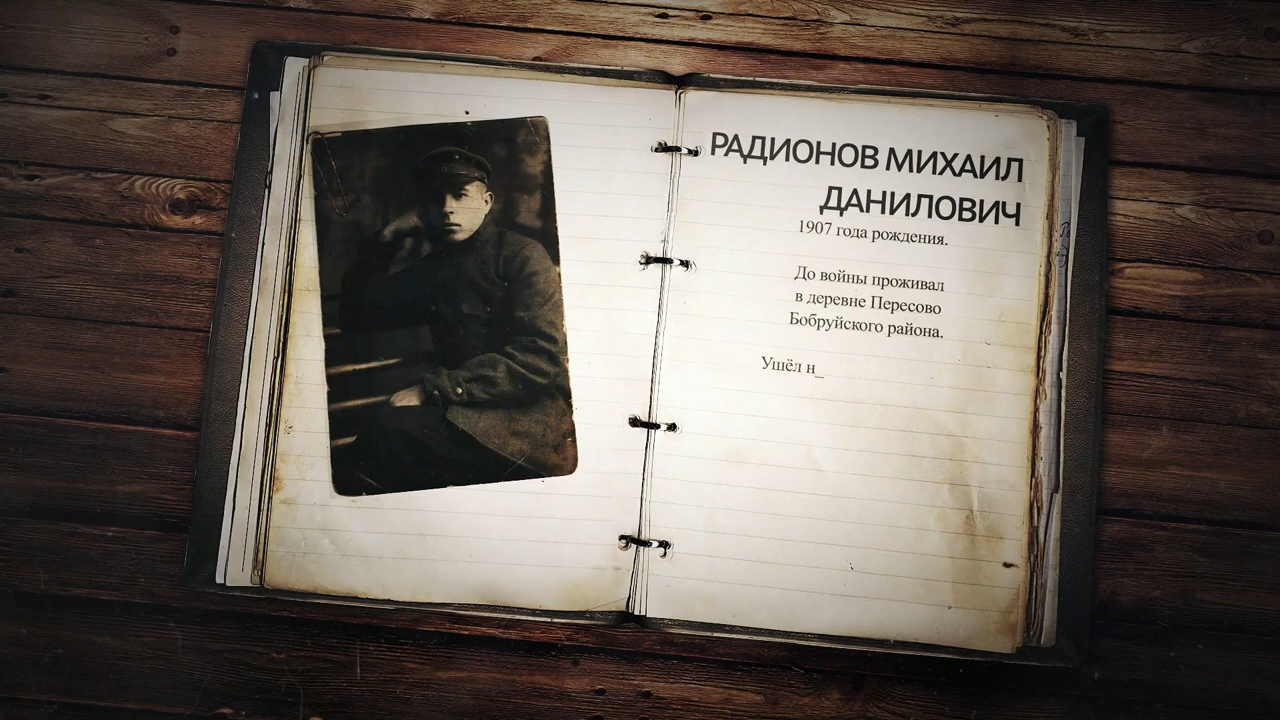 РАДИОНОВ МИХАИЛ
ДАНИЛОВИЧ
1907 года рождения.
До войны проживал
в деревне Пересово
Бобруйского района.
Ушёл н_